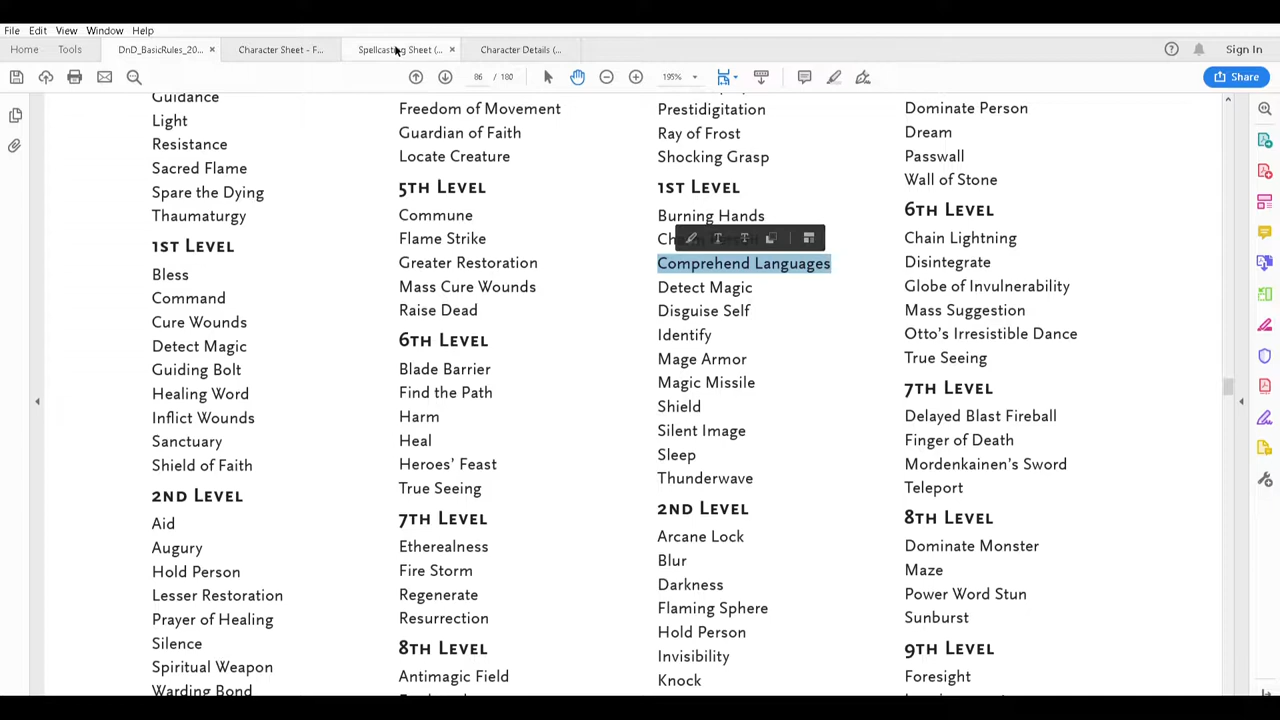 File Edit View Window Help
Home Tools DnD_BasicRules_20... × Character Sheet - F... Spellcasting Sheet (... × Character Details (... Sign In
86 / 180 195% Share
Guidance
Light
Resistance
Sacred Flame
Spare the Dying
Thaumaturgy
1ST LEVEL
Bless
Command
Cure Wounds
Detect Magic
Guiding Bolt
Healing Word
Inflict Wounds
Sanctuary
Shield of Faith
2ND LEVEL
Aid
Augury
Hold Person
Lesser Restoration
Prayer of Healing
Silence
Spiritual Weapon
Warding Bond
Freedom of Movement
Guardian of Faith
Locate Creature
5TH LEVEL
Commune
Flame Strike
Greater Restoration
Mass Cure Wounds
Raise Dead
6TH LEVEL
Blade Barrier
Find the Path
Harm
Heal
Heroes' Feast
True Seeing
7TH LEVEL
Etherealness
Fire Storm
Regenerate
Resurrection
8TH LEVEL
Antimagic Field
Prestidigitation
Ray of Frost
Shocking Grasp
1ST LEVEL
Burning Hands
Comprehend Languages
Detect Magic
Disguise Self
Identify
Mage Armor
Magic Missile
Shield
Silent Image
Sleep
Thunderwave
2ND LEVEL
Arcane Lock
Blur
Darkness
Flaming Sphere
Hold Person
Invisibility
Knock
Dominate Person
Dream
Passwall
Wall of Stone
6TH LEVEL
Chain Lightning
Disintegrate
Globe of Invulnerability
Mass Suggestion
Otto's Irresistible Dance
True Seeing
7TH LEVEL
Delayed Blast Fireball
Finger of Death
Mordenkainen's Sword
Teleport
8TH LEVEL
Dominate Monster
Maze
Power Word Stun
Sunburst
9TH LEVEL
Foresight